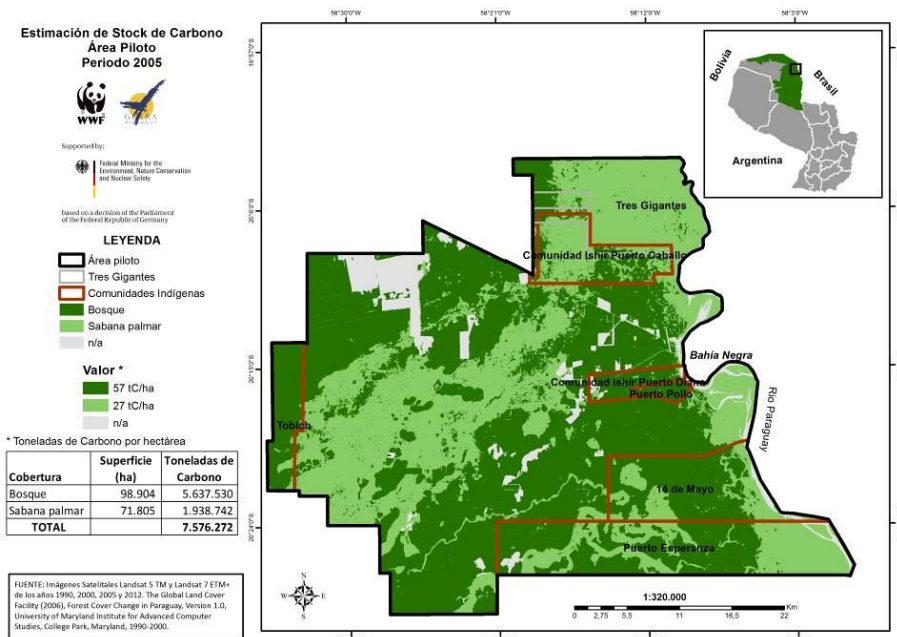 Estimación de Stock de Carbono
Área Piloto
Periodo 2005
WWF
Supported by:
Federal Ministry for the
Environment, Nature Conservation
and Nuclear Safety
based on a decision of the Parliament
of the Federal Republic of Germany
LEYENDA
Área piloto
Tres Gigantes
Comunidades Indígenas
Bosque
Sabana palmar
n/a
Valor *
57 tC/ha
27 tC/ha
n/a
* Toneladas de Carbono por hectárea
Cobertura Superficie (ha) Toneladas de Carbono
Bosque 98.904 5.637.530
Sabana palmar 71.805 1.938.742
TOTAL 7.576.272
FUENTE: Imágenes Satelitales Landsat 5 TM y Landsat 7 ETM+
de los años 1990, 2000, 2005 y 2012. The Global Land Cover
Facility (2006), Forest Cover Change in Paraguay, Version 1.0,
University of Maryland Institute for Advanced Computer
Studies, College Park, Maryland, 1990-2000.
58°30'0"W 58°21'0"W 58°12'0"W 58°3'0"W
20°6'0"S
20°24'0"S
Bolivia
Brasil
Argentina
Tres Gigantes
Comunidad Ishir Puerto Caballo
Bahía Negra
Comunidad Ishir Puerto Diana
Puerto Pollo
Río Paraguay
Tobich
14 de Mayo
Puerto Esperanza
N
W E
S
1:320.000
0 2,75 5,5 11 16,5 22 Km